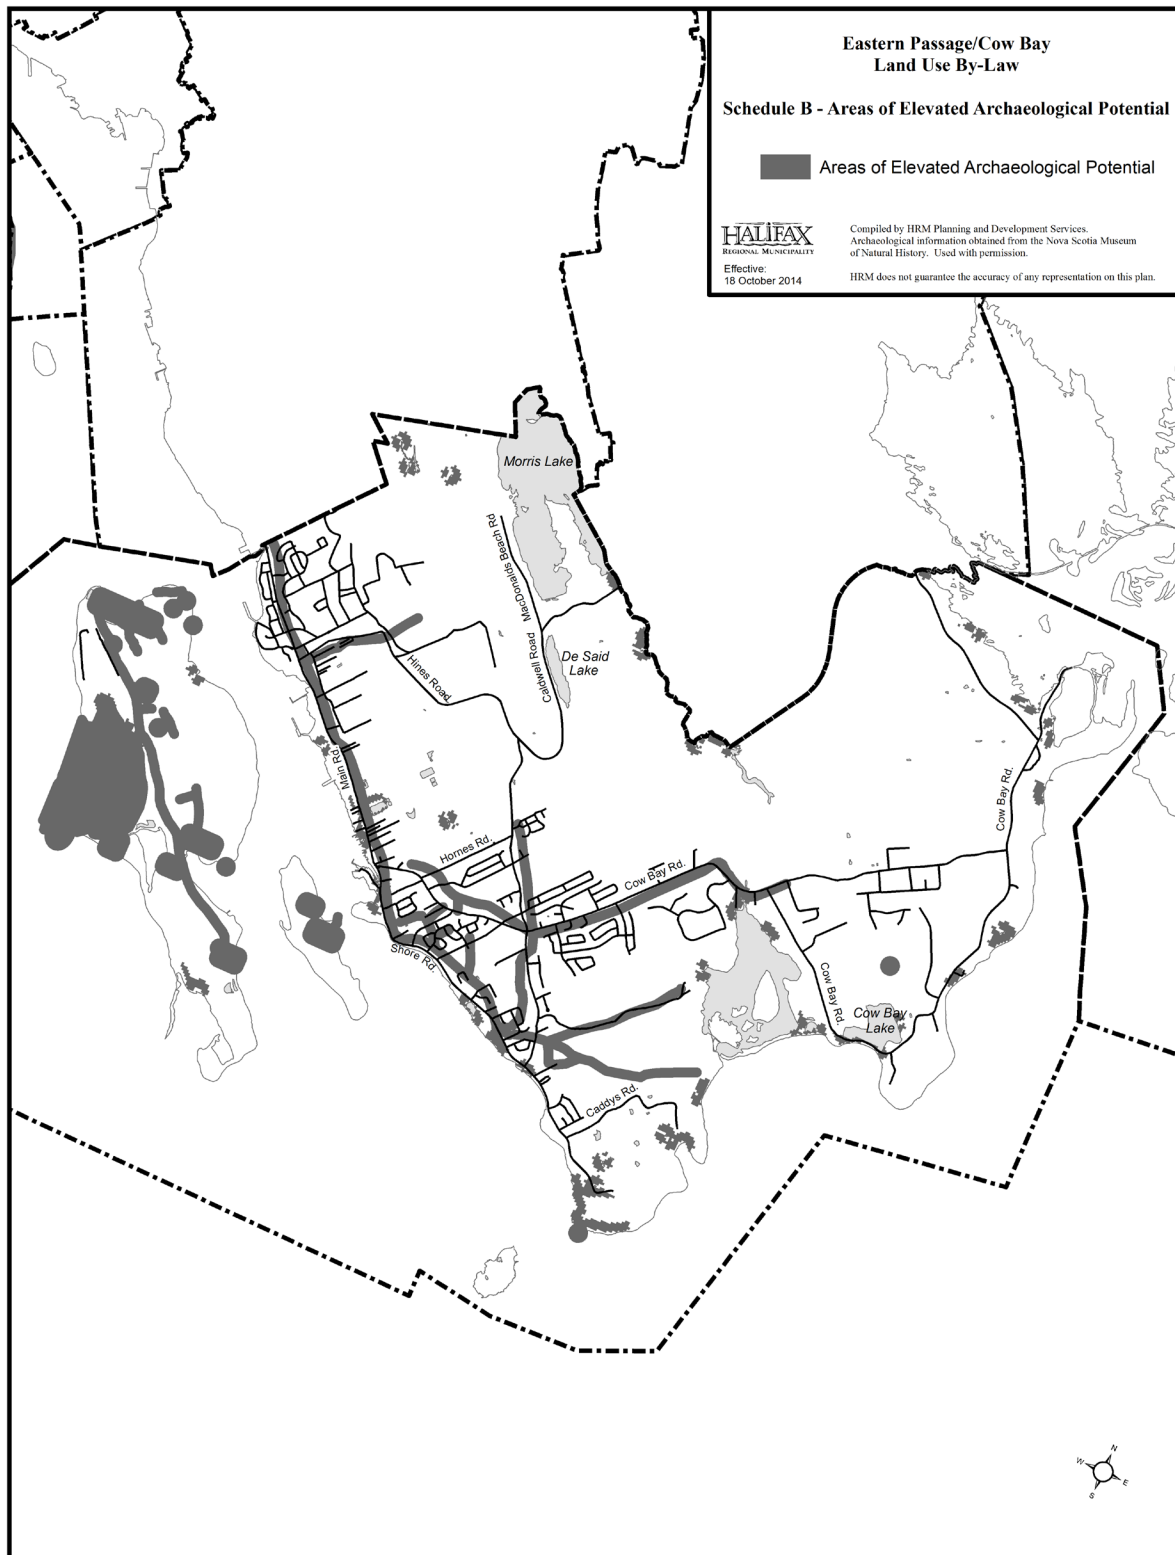 Eastern Passage/Cow Bay
Land Use By-Law
Schedule B - Areas of Elevated Archaeological Potential
Areas of Elevated Archaeological Potential
HALIFAX
REGIONAL MUNICIPALITY
Effective:
18 October 2014
Compiled by HRM Planning and Development Services.
Archaeological information obtained from the Nova Scotia Museum
of Natural History. Used with permission.
HRM does not guarantee the accuracy of any representation on this plan.
Morris Lake
MacDonalds Beach Rd
Caldwell Road
De Said
Lake
Hines Road
Main Rd
Hornes Rd.
Cow Bay Rd.
Cow Bay Rd.
Shore Rd.
Cow Bay Rd.
Cow Bay
Lake
Caddys Rd.
N
W
E
S